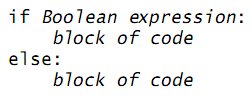 if Boolean expression:
    block of code
else:
    block of code